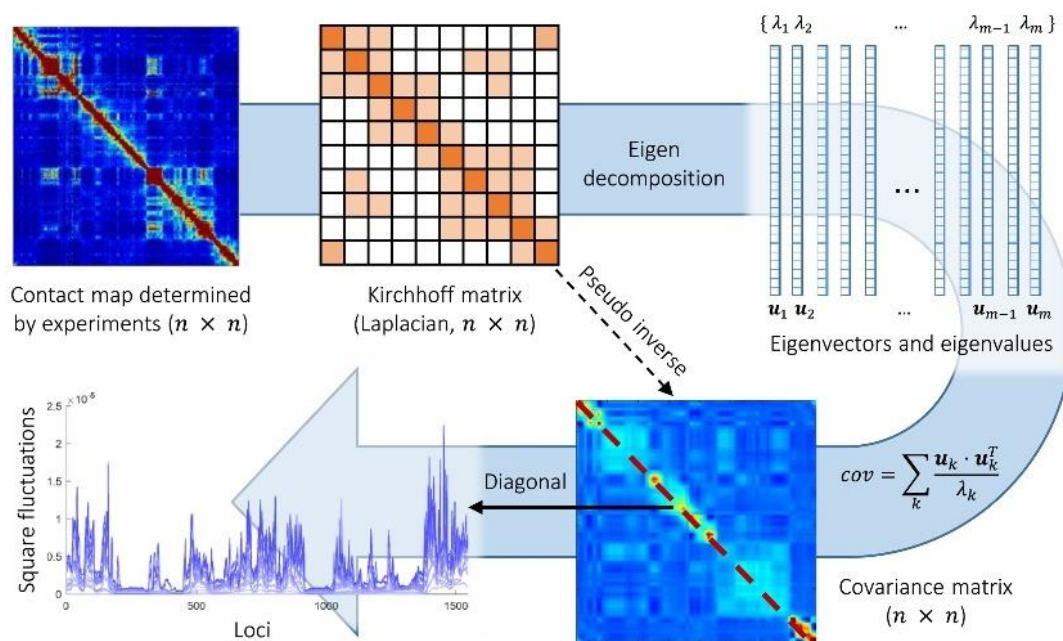 Contact map determined
by experiments (n × n)
Kirchhoff matrix
(Laplacian, n × n)
Eigen
decomposition
{ λ₁ λ₂ ... λₘ₋₁ λₘ }
...
u₁ u₂ ... uₘ₋₁ uₘ
Eigenvectors and eigenvalues
Pseudo inverse
cov = ∑ₖ uₖ · uₖᵀ / λₖ
Covariance matrix
(n × n)
Diagonal
×10⁻⁵
2.5
2
1.5
1
0.5
0
Square fluctuations
0 500 1000 1500
Loci